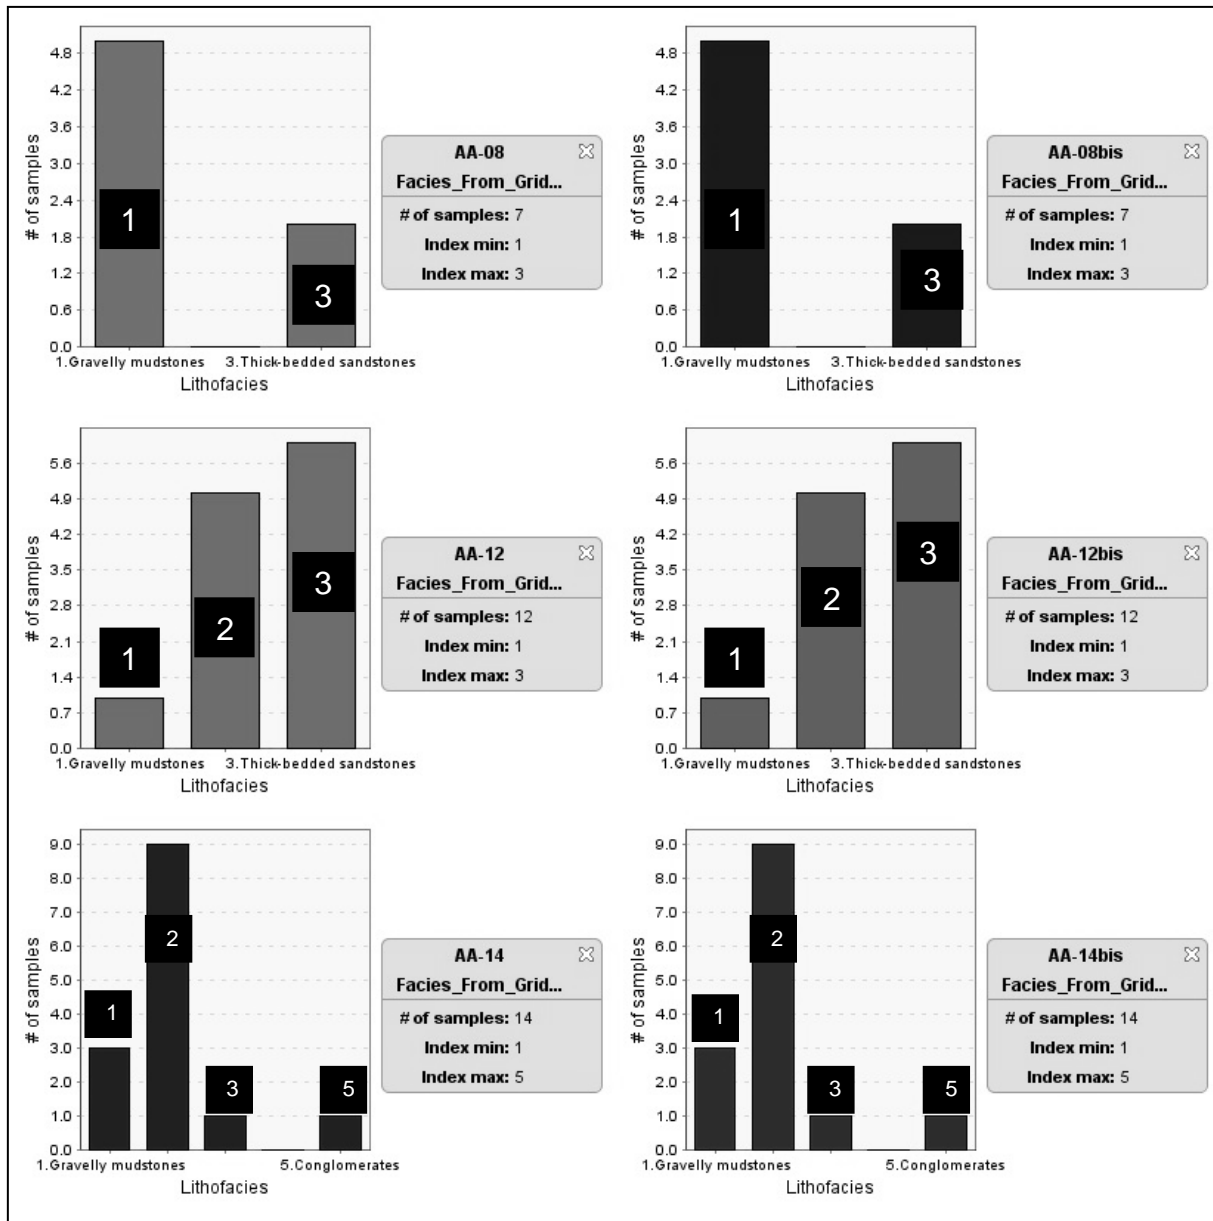 4.8
4.2
3.6
3.0
2.4
1.8
1.2
0.6
0.0
# of samples
1
3
1.Gravelly mudstones 3.Thick-bedded sandstones
Lithofacies
AA-08
Facies_From_Grid...
# of samples: 7
Index min: 1
Index max: 3
4.8
4.2
3.6
3.0
2.4
1.8
1.2
0.6
0.0
# of samples
1
3
1.Gravelly mudstones 3.Thick-bedded sandstones
Lithofacies
AA-08bis
Facies_From_Grid...
# of samples: 7
Index min: 1
Index max: 3
5.6
4.9
4.2
3.5
2.8
2.1
1.4
0.7
0.0
# of samples
1
2
3
1.Gravelly mudstones 3.Thick-bedded sandstones
Lithofacies
AA-12
Facies_From_Grid...
# of samples: 12
Index min: 1
Index max: 3
5.6
4.9
4.2
3.5
2.8
2.1
1.4
0.7
0.0
# of samples
1
2
3
1.Gravelly mudstones 3.Thick-bedded sandstones
Lithofacies
AA-12bis
Facies_From_Grid...
# of samples: 12
Index min: 1
Index max: 3
9.0
8.0
7.0
6.0
5.0
4.0
3.0
2.0
1.0
0.0
# of samples
1
2
3
5
1.Gravelly mudstones 5.Conglomerates
Lithofacies
AA-14
Facies_From_Grid...
# of samples: 14
Index min: 1
Index max: 5
9.0
8.0
7.0
6.0
5.0
4.0
3.0
2.0
1.0
0.0
# of samples
1
2
3
5
1.Gravelly mudstones 5.Conglomerates
Lithofacies
AA-14bis
Facies_From_Grid...
# of samples: 14
Index min: 1
Index max: 5